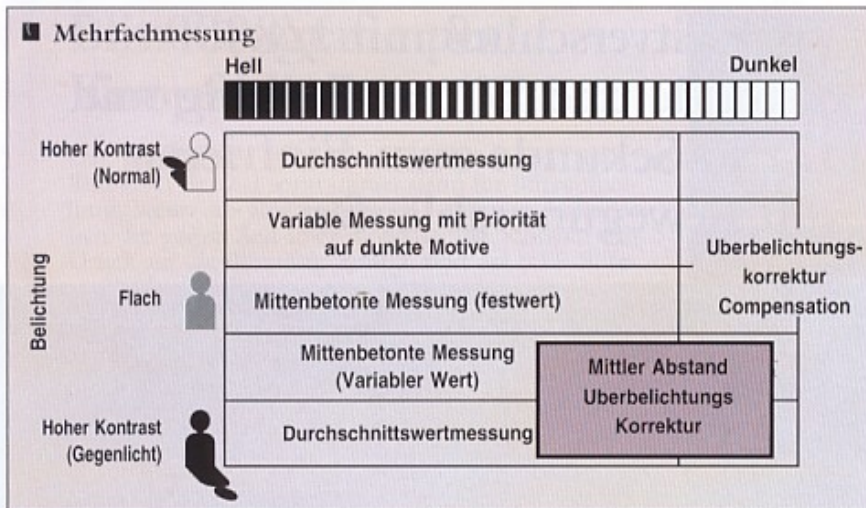 Mehrfachmessung
Hell Dunkel
Hoher Kontrast
(Normal)
Durchschnittswertmessung
Variable Messung mit Priorität
auf dunkte Motive
Uberbelichtungs-
korrektur
Compensation
Belichtung
Flach
Mittenbetonte Messung (festwert)
Mittenbetonte Messung
(Variabler Wert)
Mittler Abstand
Uberbelichtungs
Korrektur
Hoher Kontrast
(Gegenlicht)
Durchschnittswertmessung